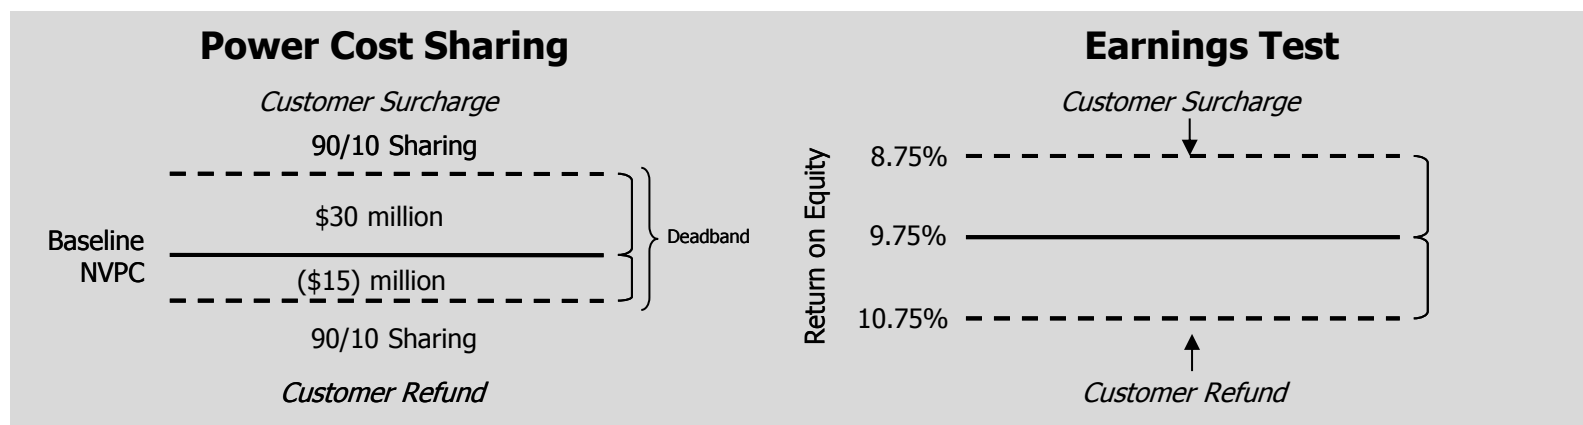 Power Cost Sharing
Customer Surcharge
90/10 Sharing
$30 million
Baseline
NVPC
($15) million
Deadband
90/10 Sharing
Customer Refund
Earnings Test
Customer Surcharge
Return on Equity
8.75%
9.75%
10.75%
Customer Refund